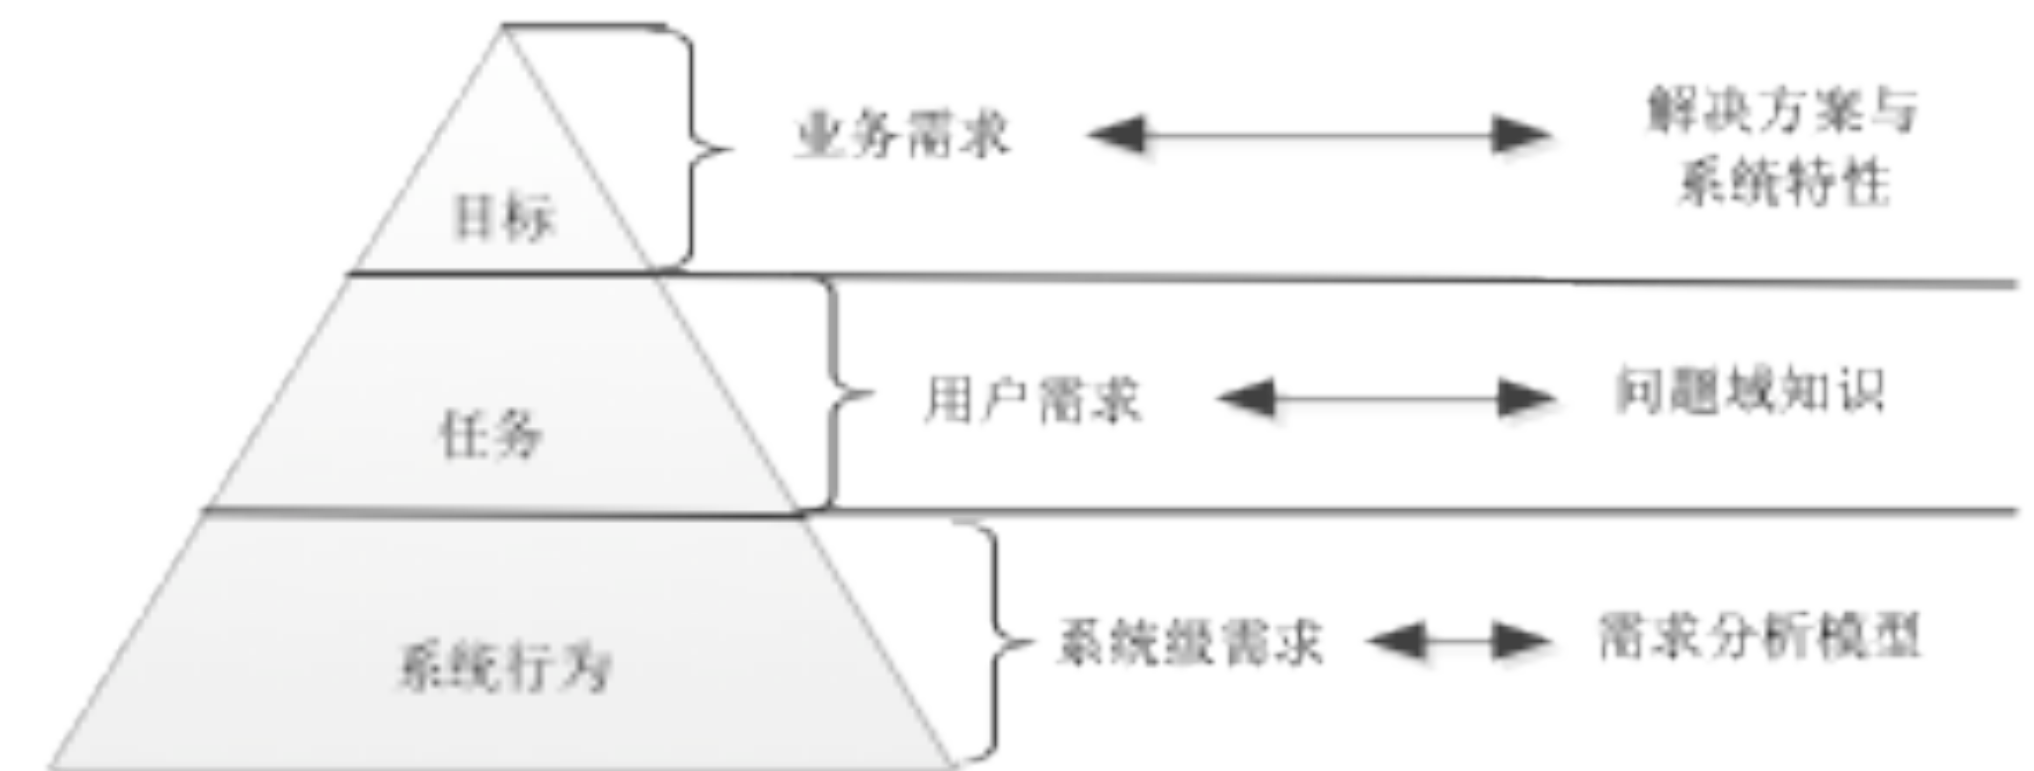 业务需求
解决方案与
系统特性
目标
用户需求
问题域知识
任务
系统级需求
需求分析模型
系统行为